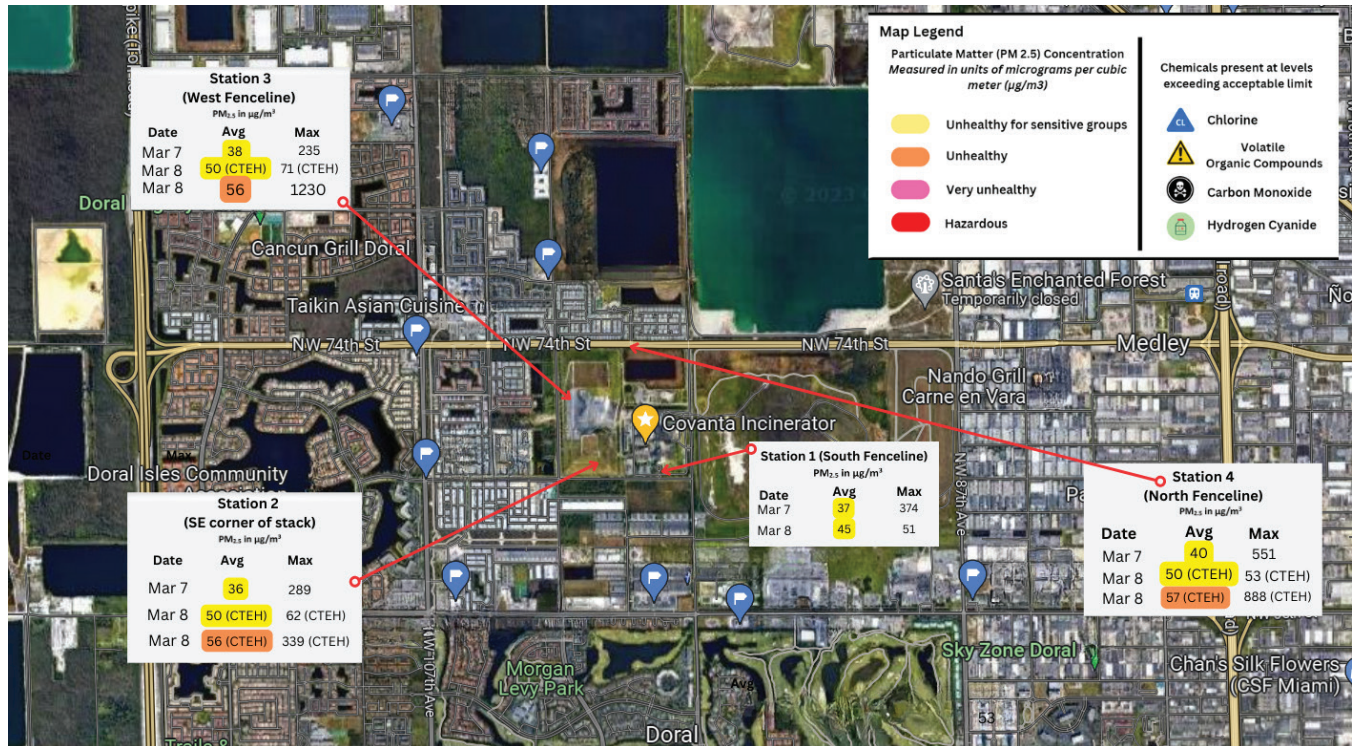 Map Legend
Particulate Matter (PM 2.5) Concentration
Measured in units of micrograms per cubic
meter (µg/m3)
Unhealthy for sensitive groups
Unhealthy
Very unhealthy
Hazardous
Chemicals present at levels
exceeding acceptable limit
CL
Chlorine
Volatile
Organic Compounds
Carbon Monoxide
Hydrogen Cyanide
Station 3
(West Fenceline)
PM2.5 in µg/m³
Date Avg Max
Mar 7 38 235
Mar 8 50 (CTEH) 71 (CTEH)
Mar 8 56 1230
© 2023
Doral
Cancun Grill Doral
Taikin Asian Cuisine
Santa's Enchanted Forest
Temporarily closed
NW 74th St
NW 74th St
NW 74th St
Medley
Nando Grill
Carne en Vara
Covanta Incinerator
Date
Max
Doral Isles Community
Station 1 (South Fenceline)
PM2.5 in µg/m³
Date Avg Max
Mar 7 37 374
Mar 8 45 51
NW 87th Ave
Station 4
(North Fenceline)
PM2.5 in µg/m³
Date Avg Max
Mar 7 40 551
Mar 8 50 (CTEH) 53 (CTEH)
Mar 8 57 (CTEH) 888 (CTEH)
Station 2
(SE corner of stack)
PM2.5 in µg/m³
Date Avg Max
Mar 7 36 289
Mar 8 50 (CTEH) 62 (CTEH)
Mar 8 56 (CTEH) 339 (CTEH)
NW 107th Ave
Morgan
Levy Park
Avg
Sky Zone Doral
Chan's Silk Flowers
(CSF Miami)
53
Doral